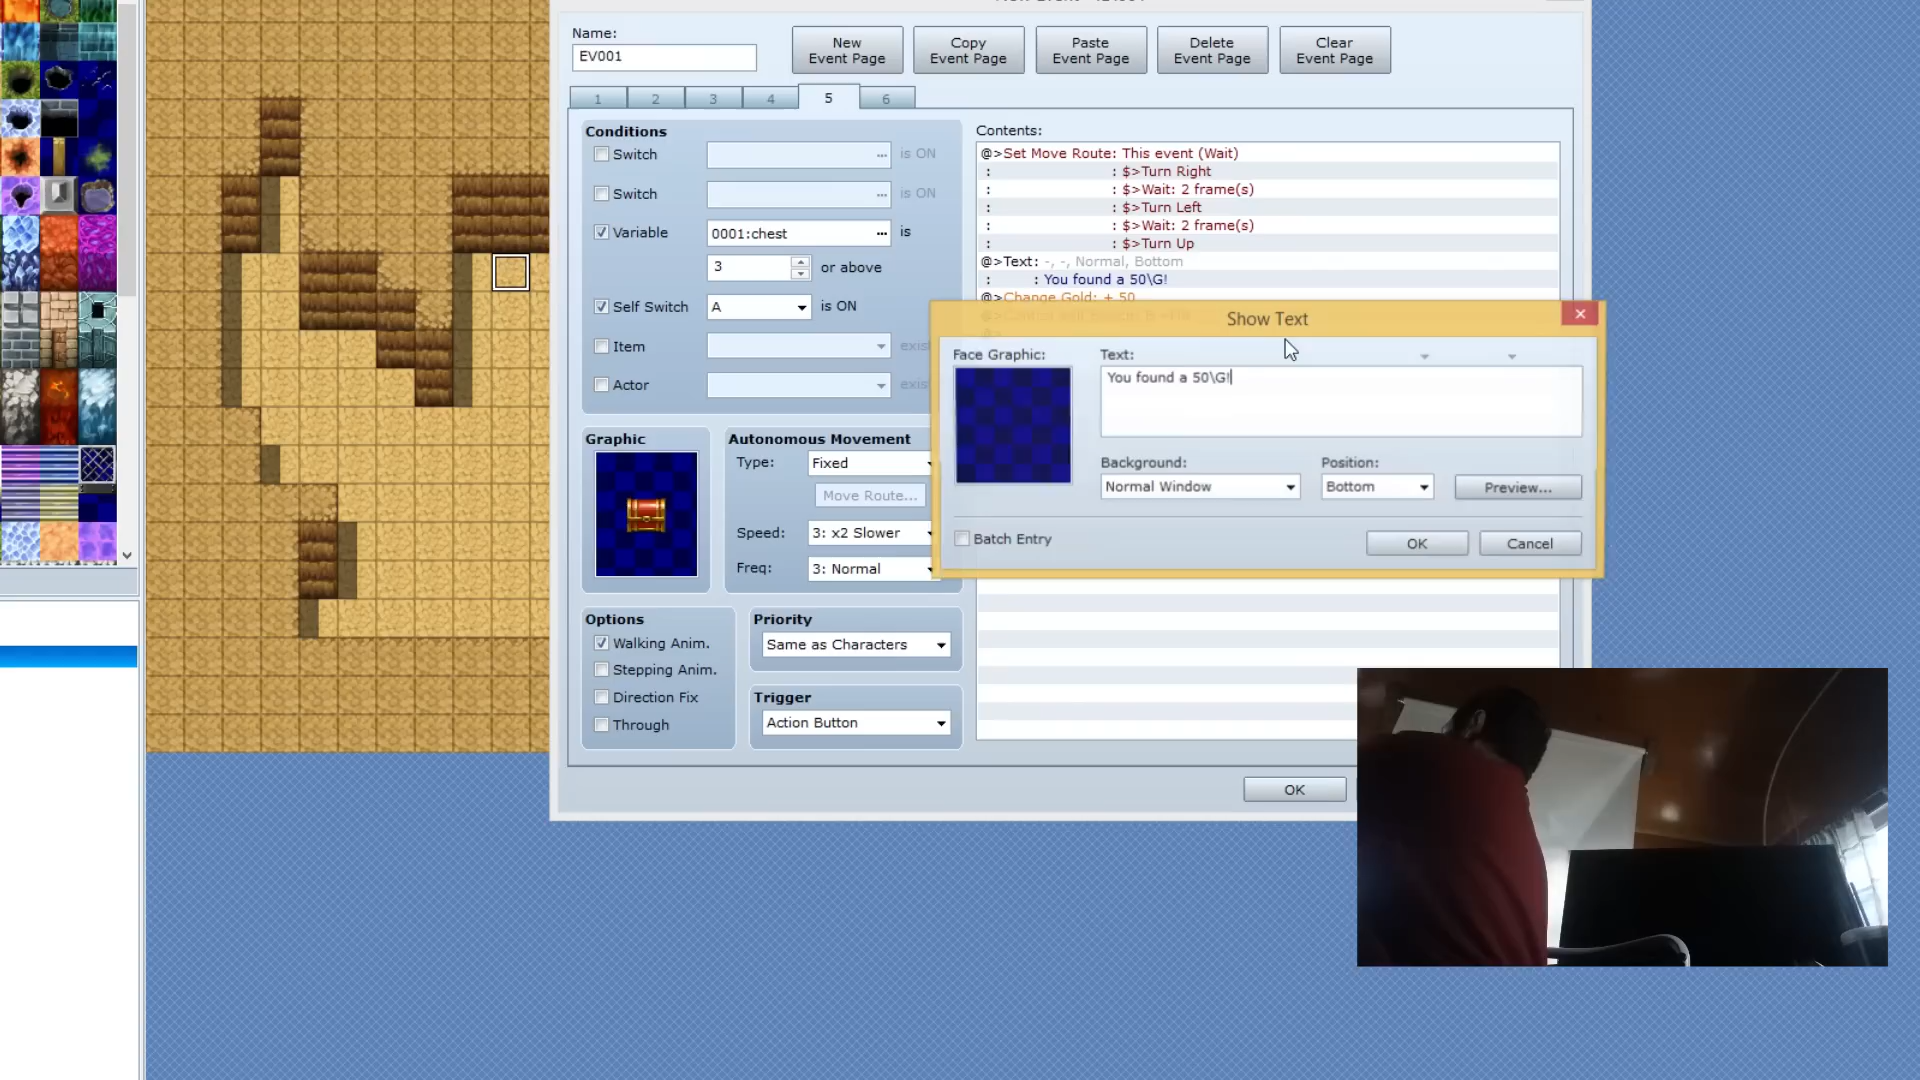 Name:
EV001
New
Event Page
Copy
Event Page
Paste
Event Page
Delete
Event Page
Clear
Event Page
1
2
3
4
5
6
Conditions
Switch ... is ON
Switch ... is ON
Variable 0001:chest ... is
3 or above
Self Switch A is ON
Item
Actor
Graphic
Autonomous Movement
Type: Fixed
Move Route...
Speed: 3: x2 Slower
Freq: 3: Normal
Options
Walking Anim.
Stepping Anim.
Direction Fix
Through
Priority
Same as Characters
Trigger
Action Button
Contents:
@>Set Move Route: This event (Wait)
: : $>Turn Right
: : $>Wait: 2 frame(s)
: : $>Turn Left
: : $>Wait: 2 frame(s)
: : $>Turn Up
@>Text: -, -, Normal, Bottom
: : You found a 50\G!
@>Change Gold: + 50
Show Text
Face Graphic:
Text:
You found a 50\G!
Background:
Normal Window
Position:
Bottom
Preview...
Batch Entry
OK
Cancel
OK